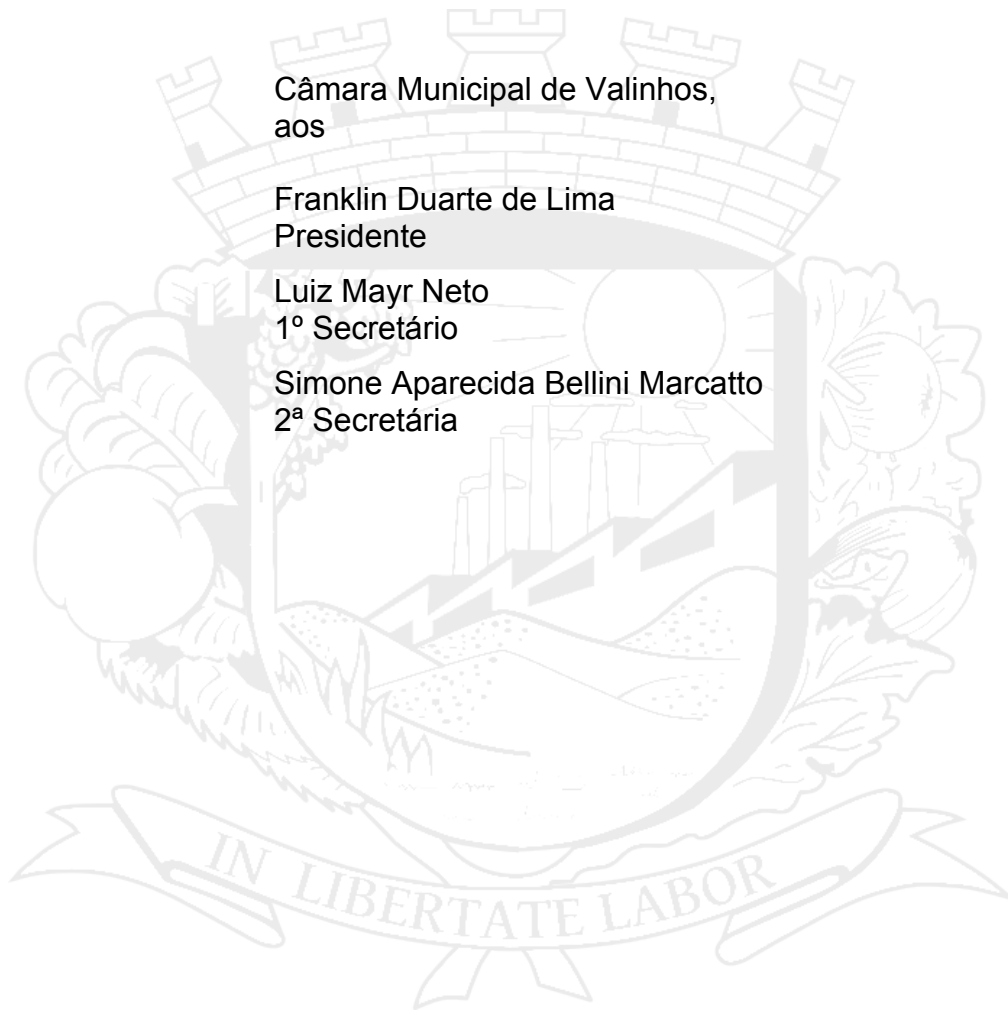 Câmara Municipal de Valinhos,
aos
Franklin Duarte de Lima
Presidente
Luiz Mayr Neto
1º Secretário
Simone Aparecida Bellini Marcatto
2ª Secretária
IN LIBERTATE LABOR